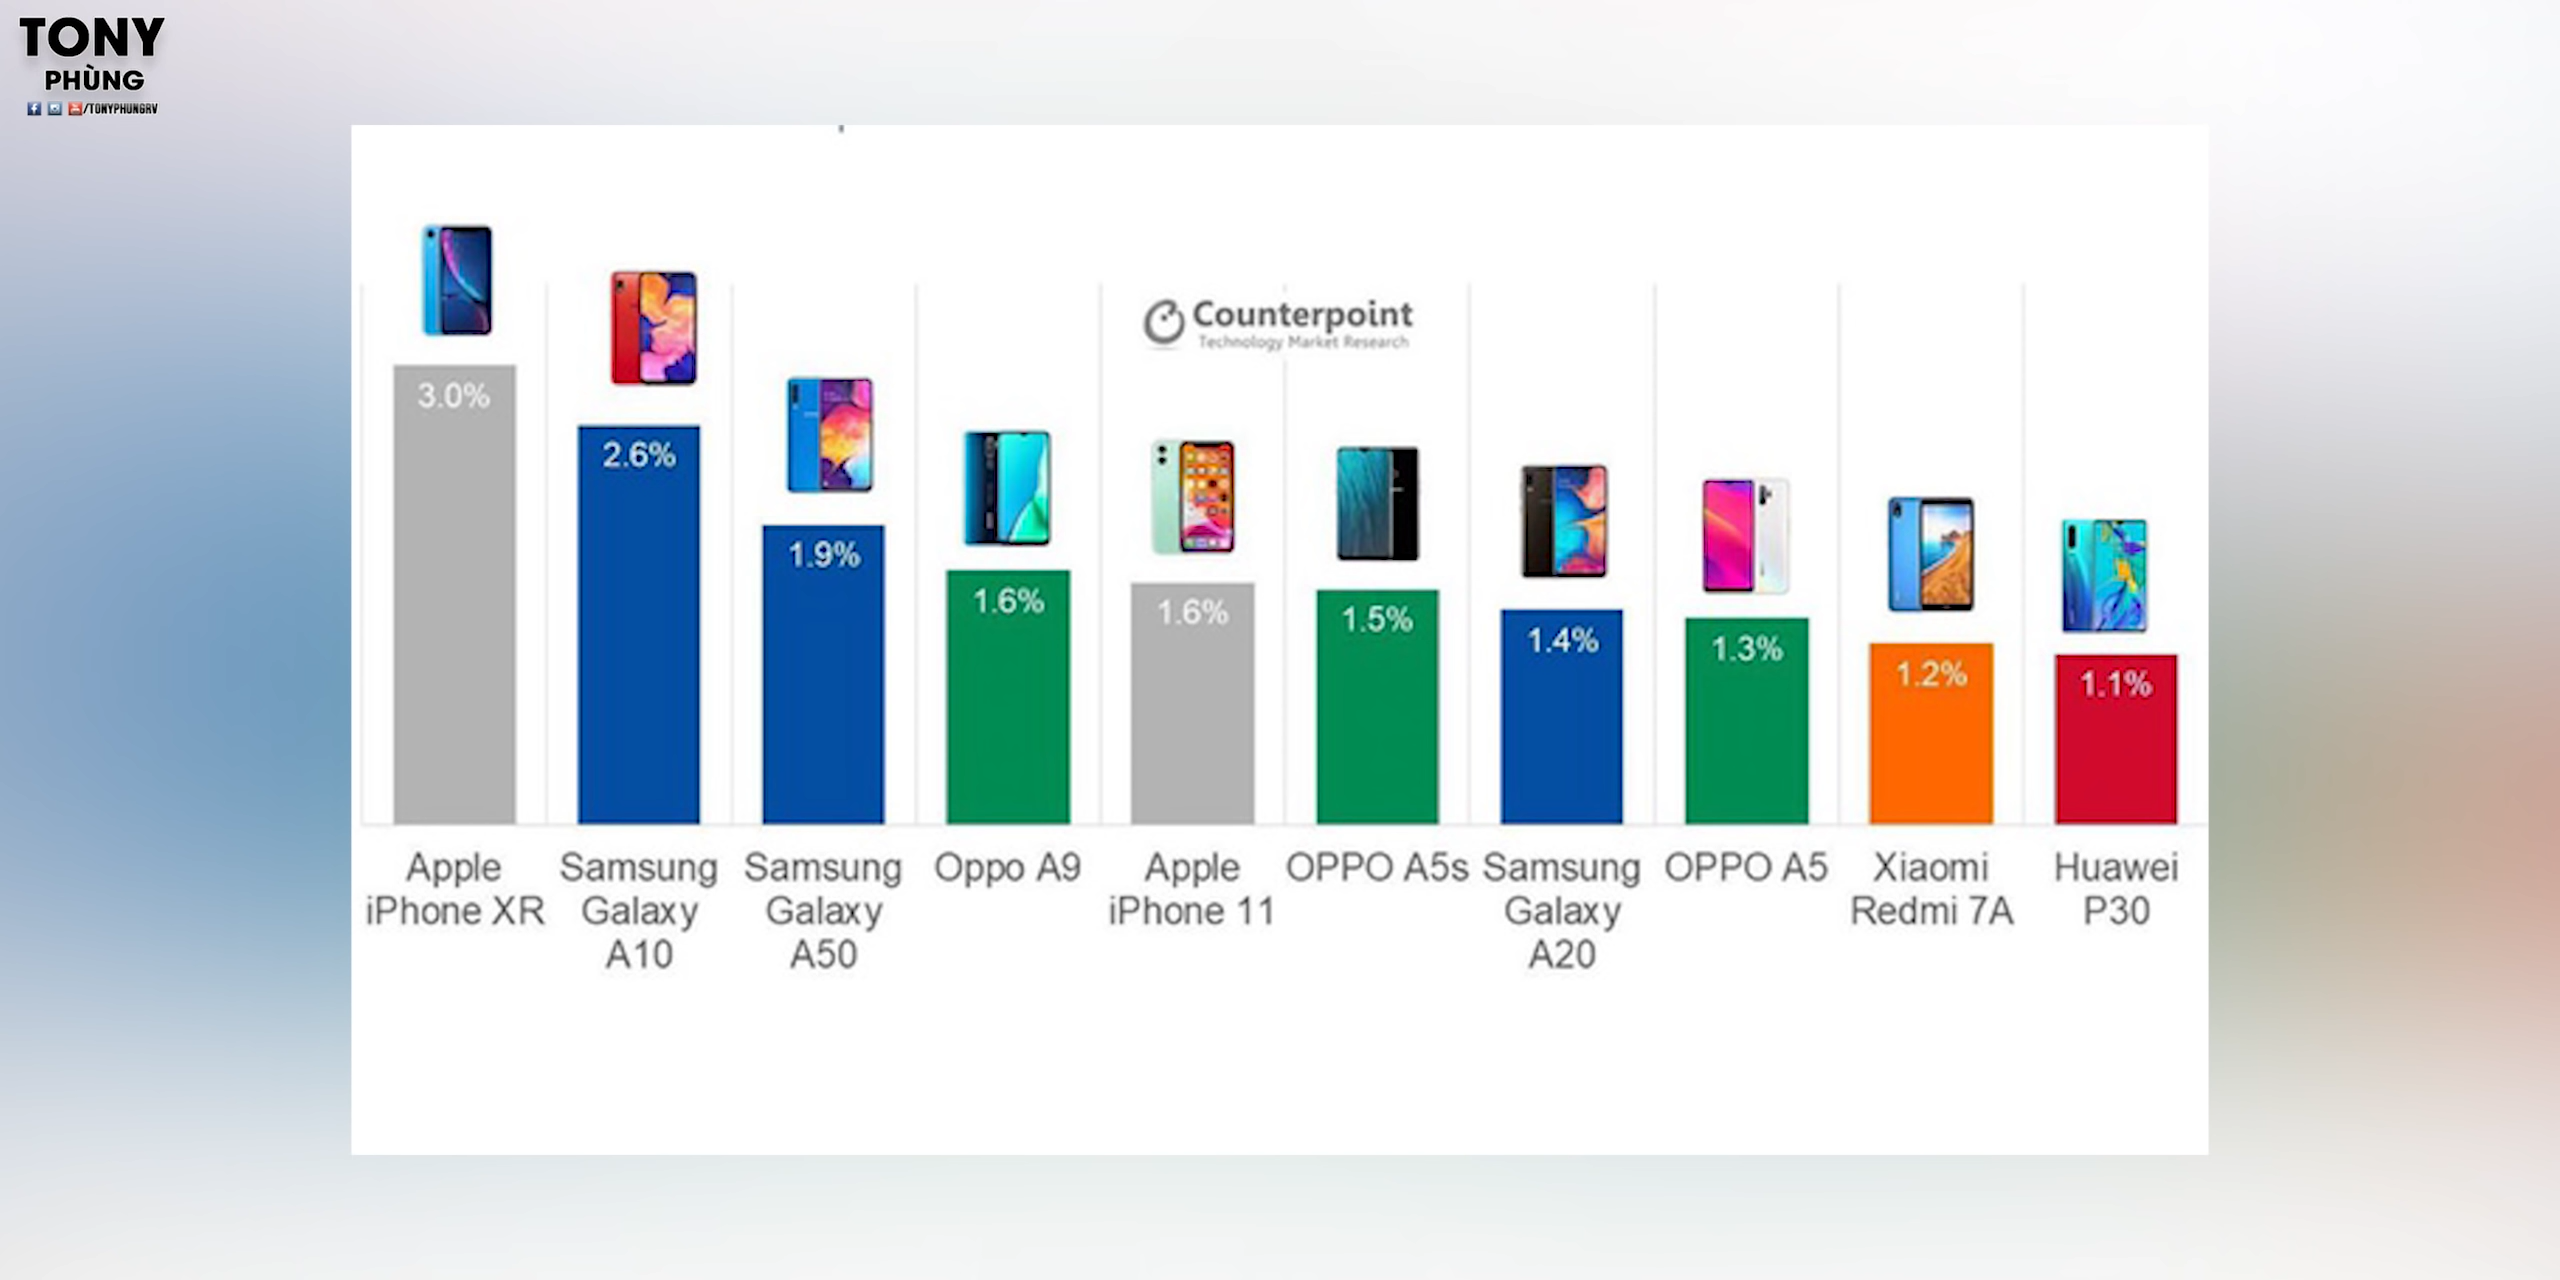 TONY
PHÙNG
/TONYPHUNGRV
Counterpoint
Technology Market Research
3.0%
2.6%
1.9%
1.6%
1.6%
1.5%
1.4%
1.3%
1.2%
1.1%
Apple
iPhone XR
Samsung
Galaxy
A10
Samsung
Galaxy
A50
Oppo A9
Apple
iPhone 11
OPPO A5s
Samsung
Galaxy
A20
OPPO A5
Xiaomi
Redmi 7A
Huawei
P30